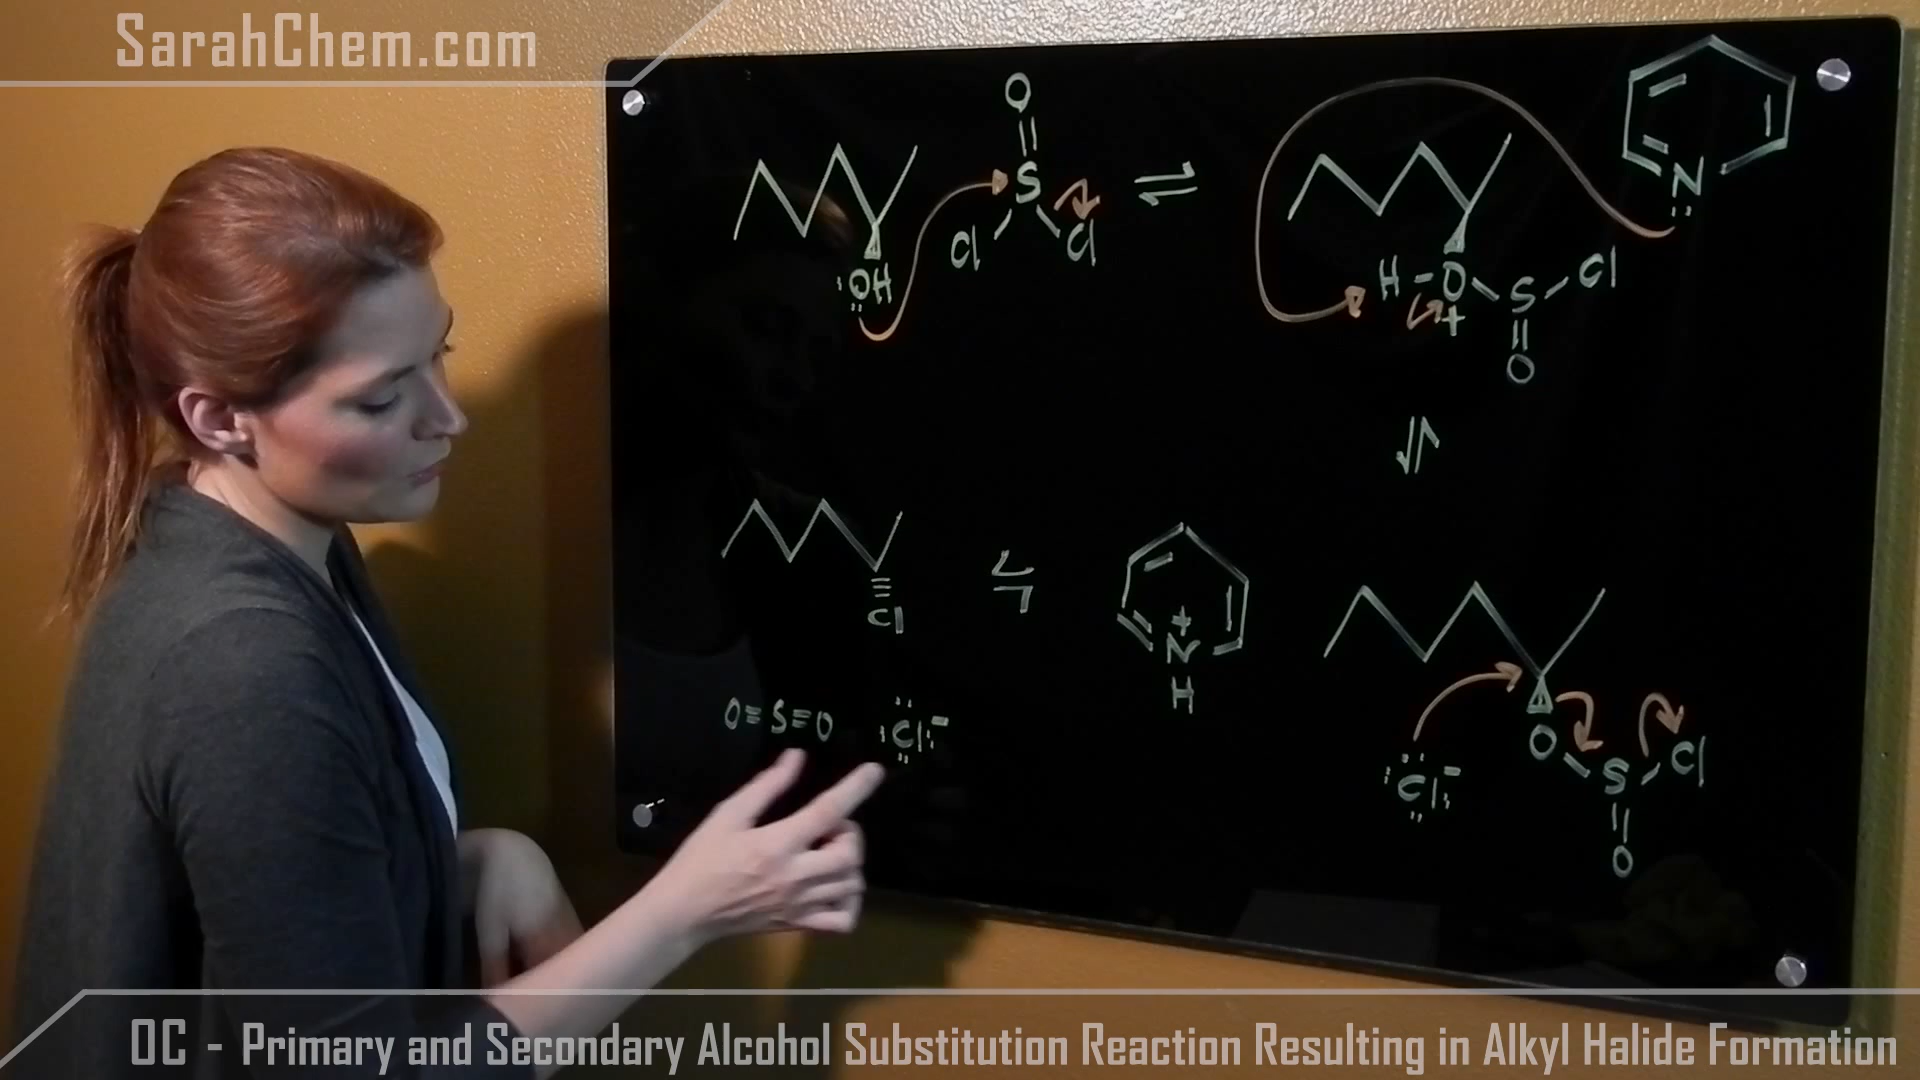 SarahChem.com
O
S
Cl Cl
:OH
N
H-O S Cl
+
O
Cl
+
N
H
O=S=O :Cl:-
O
S Cl
:Cl:-
O
OC - Primary and Secondary Alcohol Substitution Reaction Resulting in Alkyl Halide Formation